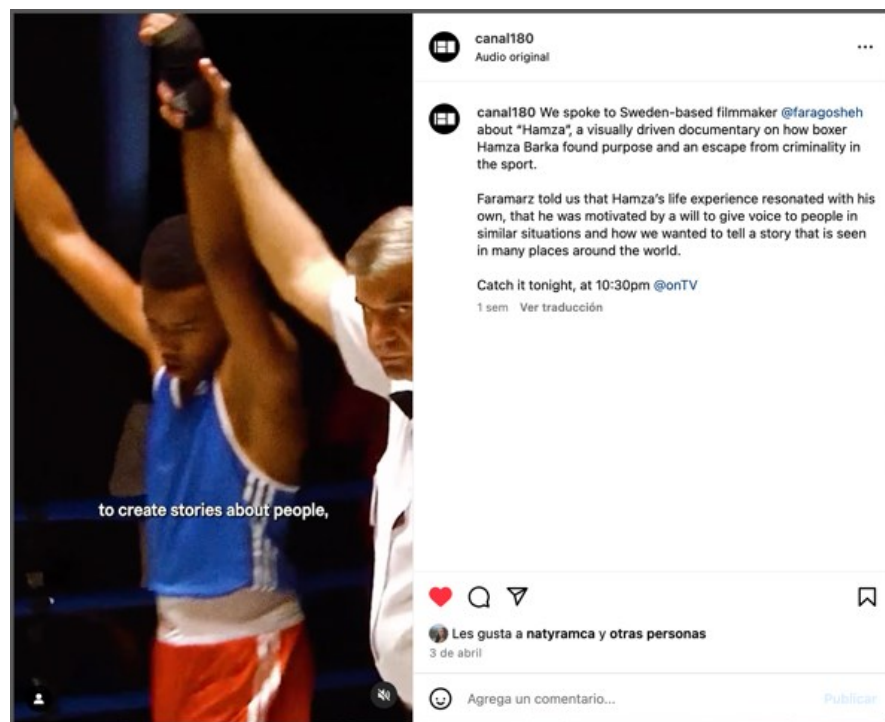 to create stories about people,
canal180
Audio original
canal180 We spoke to Sweden-based filmmaker @faragosheh
about “Hamza”, a visually driven documentary on how boxer
Hamza Barka found purpose and an escape from criminality in
the sport.
Faramarz told us that Hamza’s life experience resonated with his
own, that he was motivated by a will to give voice to people in
similar situations and how we wanted to tell a story that is seen
in many places around the world.
Catch it tonight, at 10:30pm @onTV
1 sem Ver traducción
Les gusta a natyramca y otras personas
3 de abril
Agrega un comentario... Publicar